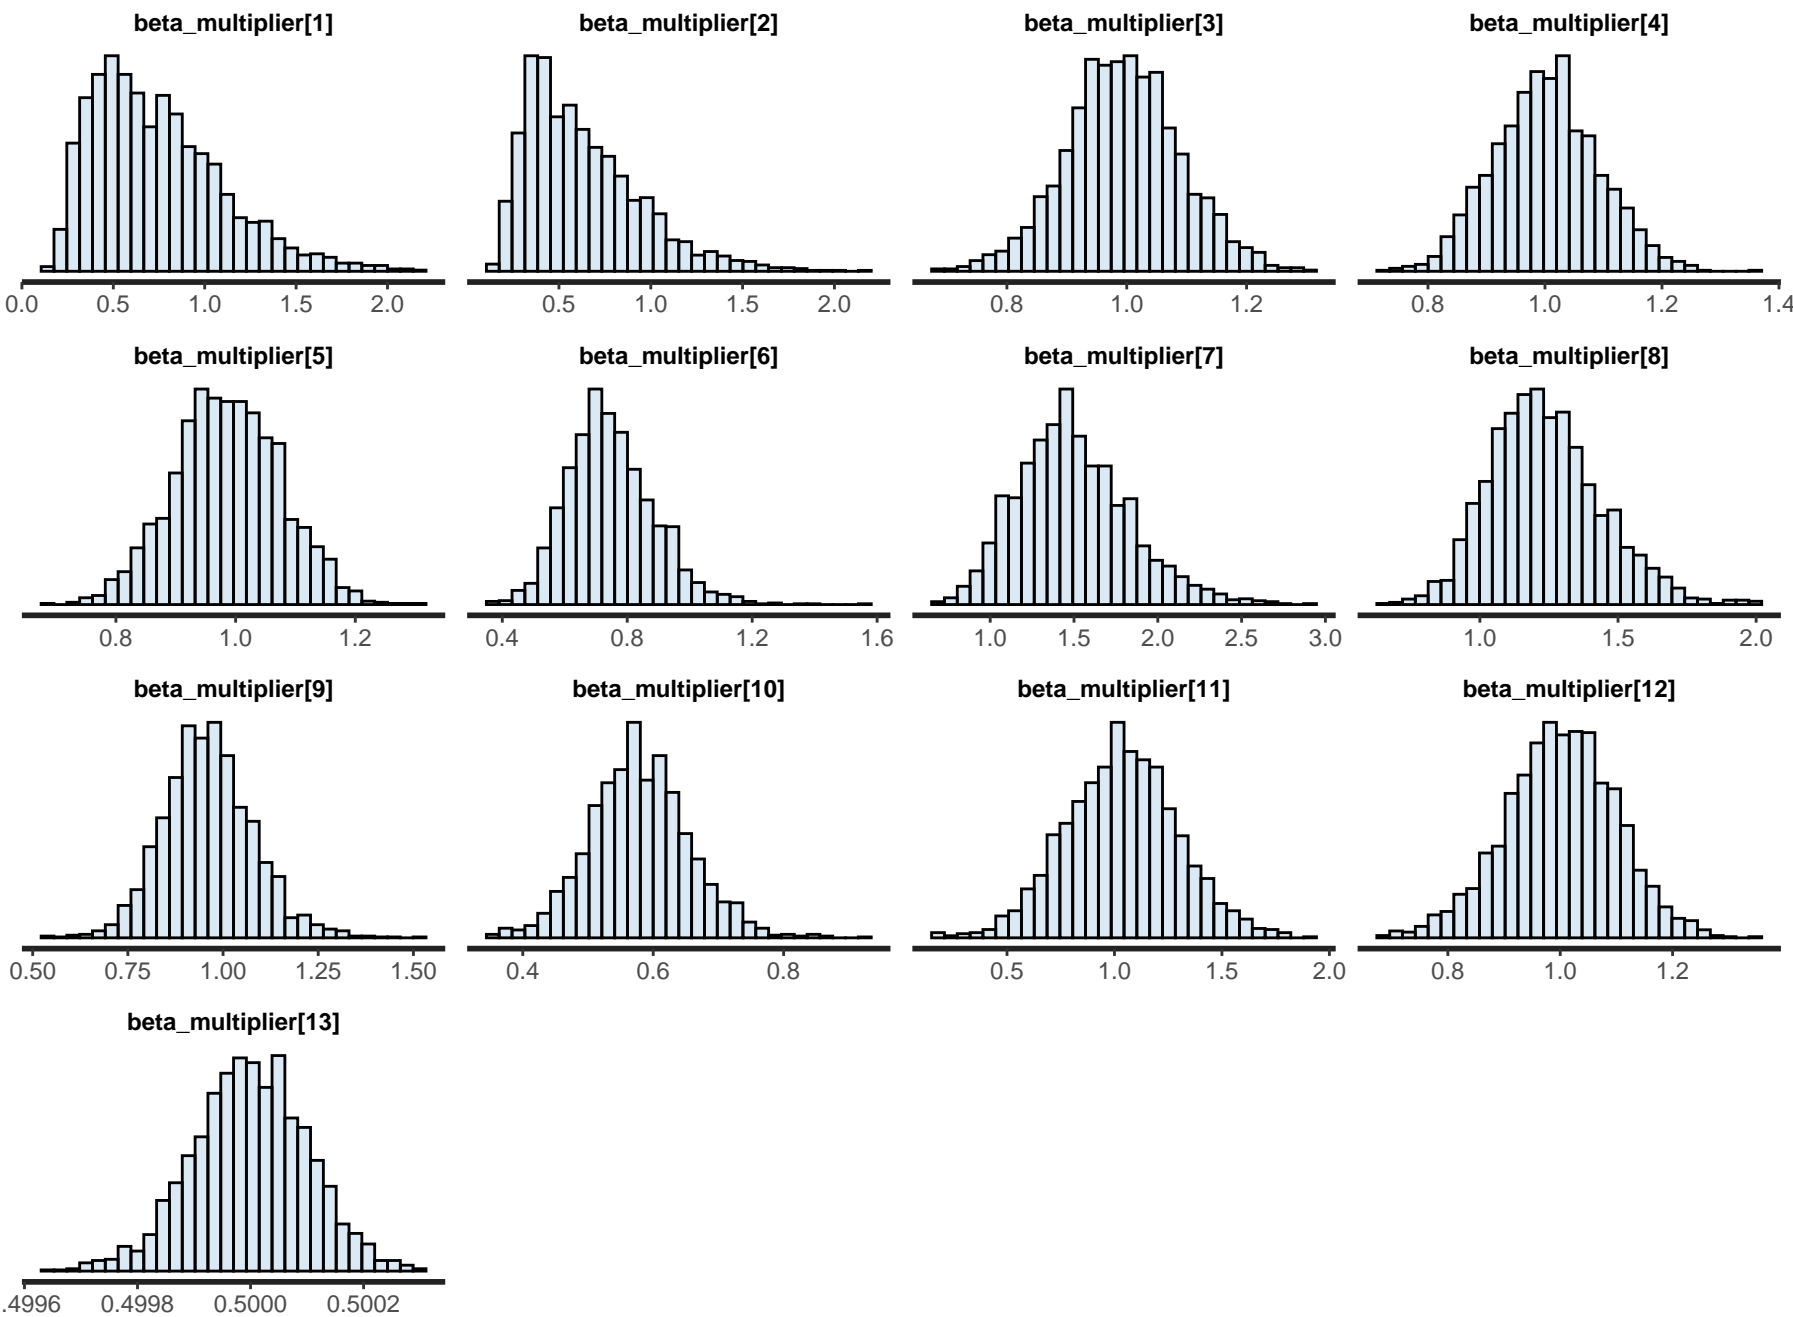 beta_multiplier[1] beta_multiplier[2] beta_multiplier[3] beta_multiplier[4]
0.0 0.5 1.0 1.5 2.0 0.5 1.0 1.5 2.0 0.8 1.0 1.2 0.8 1.0 1.2 1.4
beta_multiplier[5] beta_multiplier[6] beta_multiplier[7] beta_multiplier[8]
0.8 1.0 1.2 0.4 0.8 1.2 1.6 1.0 1.5 2.0 2.5 3.0 1.0 1.5 2.0
beta_multiplier[9] beta_multiplier[10] beta_multiplier[11] beta_multiplier[12]
0.50 0.75 1.00 1.25 1.50 0.4 0.6 0.8 0.5 1.0 1.5 2.0 0.8 1.0 1.2
beta_multiplier[13]
.4996 0.4998 0.5000 0.5002